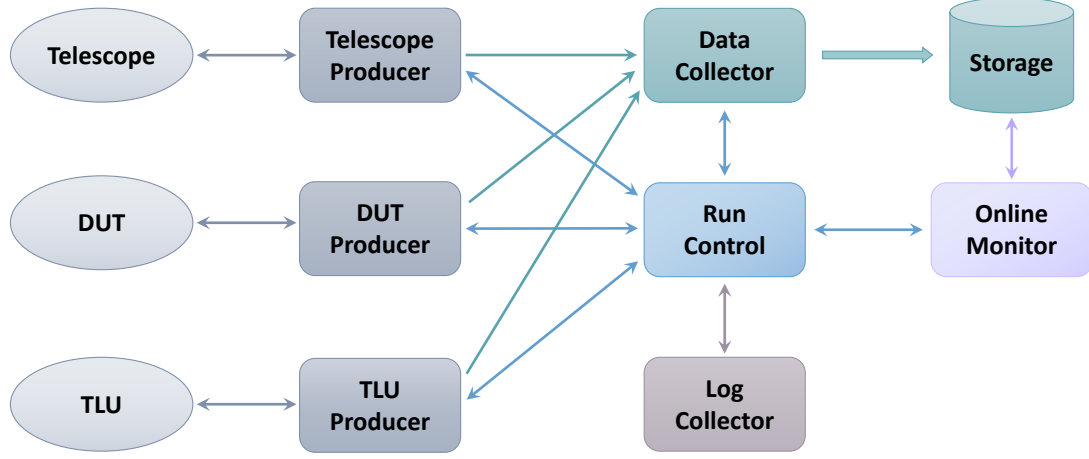 Telescope
Telescope
Producer
Data
Collector
Storage
DUT
DUT
Producer
Run
Control
Online
Monitor
TLU
TLU
Producer
Log
Collector